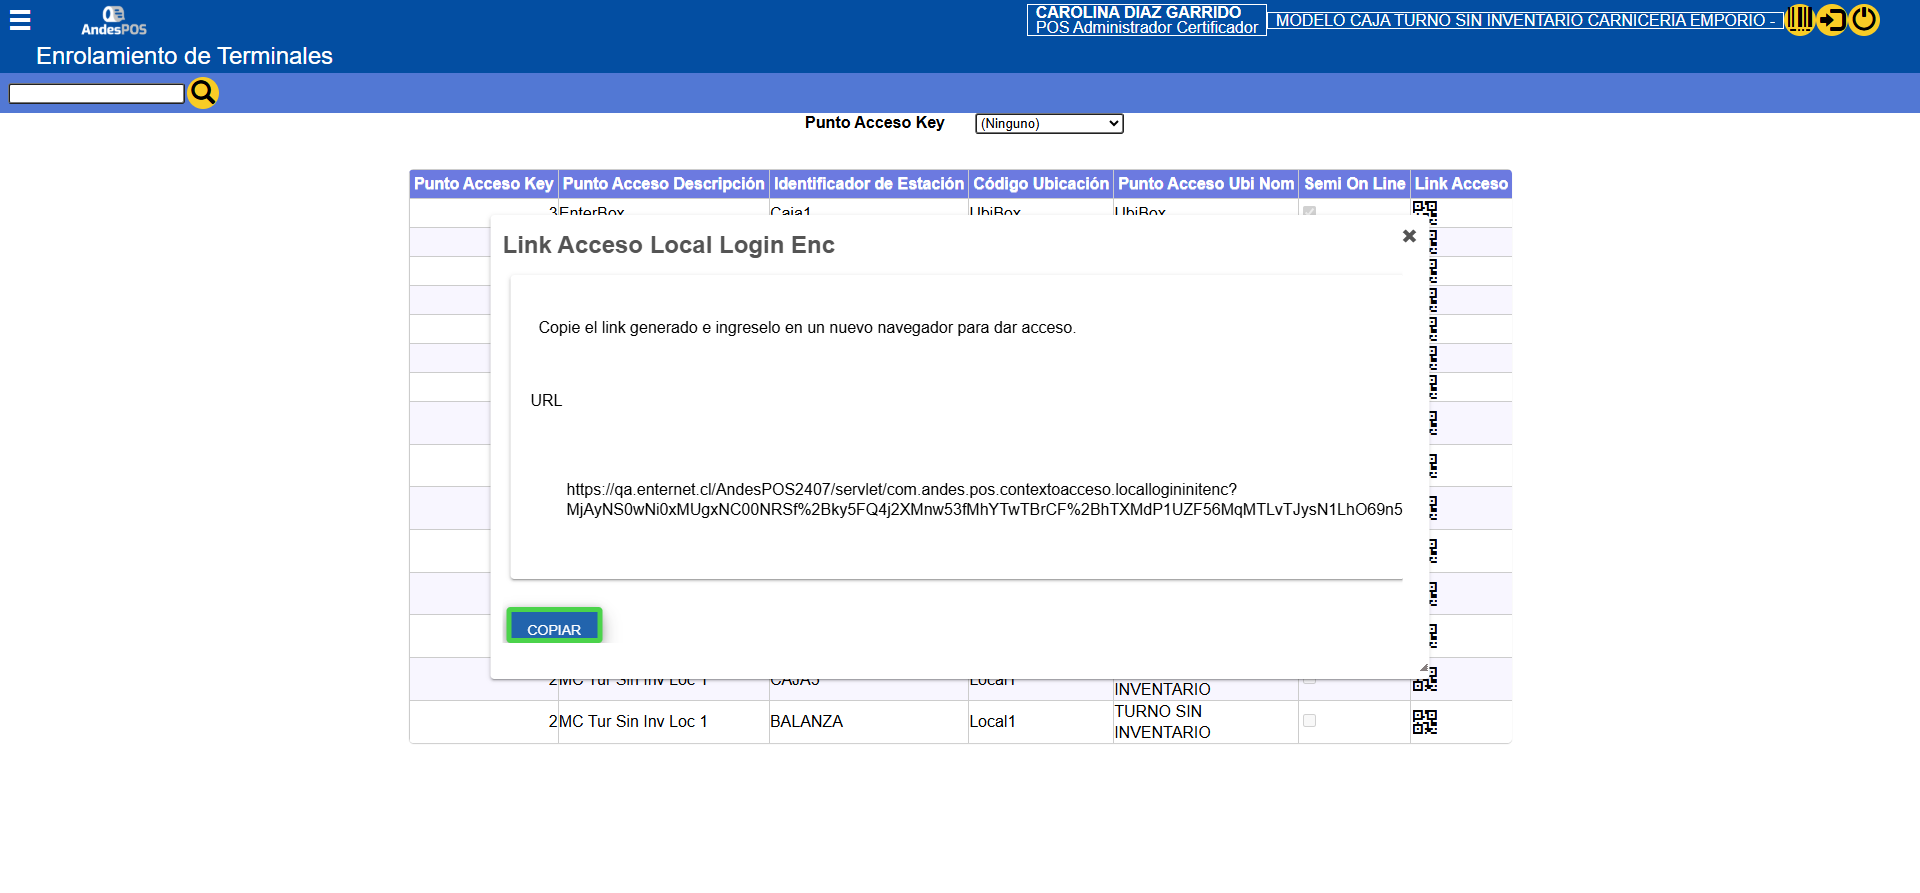 AndesPOS
CAROLINA DIAZ GARRIDO
POS Administrador Certificador
MODELO CAJA TURNO SIN INVENTARIO CARNICERIA EMPORIO -
Enrolamiento de Terminales
Punto Acceso Key (Ninguno)
Punto Acceso Key Punto Acceso Descripción Identificador de Estación Código Ubicación Punto Acceso Ubi Nom Semi On Line Link Acceso
3 EnterBox Caja1 UbiBox UbiBox
Link Acceso Local Login Enc
Copie el link generado e ingreselo en un nuevo navegador para dar acceso.
URL
https://qa.enternet.cl/AndesPOS2407/servlet/com.andes.pos.contextoacceso.locallogininitenc?
MjAyNS0wNi0xMUgxNC00NRSf%2Bky5FQ4j2XMnw53fMhYTwTBrCF%2BhTXMdP1UZF56MqMTLvTJysN1LhO69n5
COPIAR
2 MC Tur Sin Inv Loc 1 CAJA5 Local1
INVENTARIO
2 MC Tur Sin Inv Loc 1 BALANZA Local1
TURNO SIN
INVENTARIO